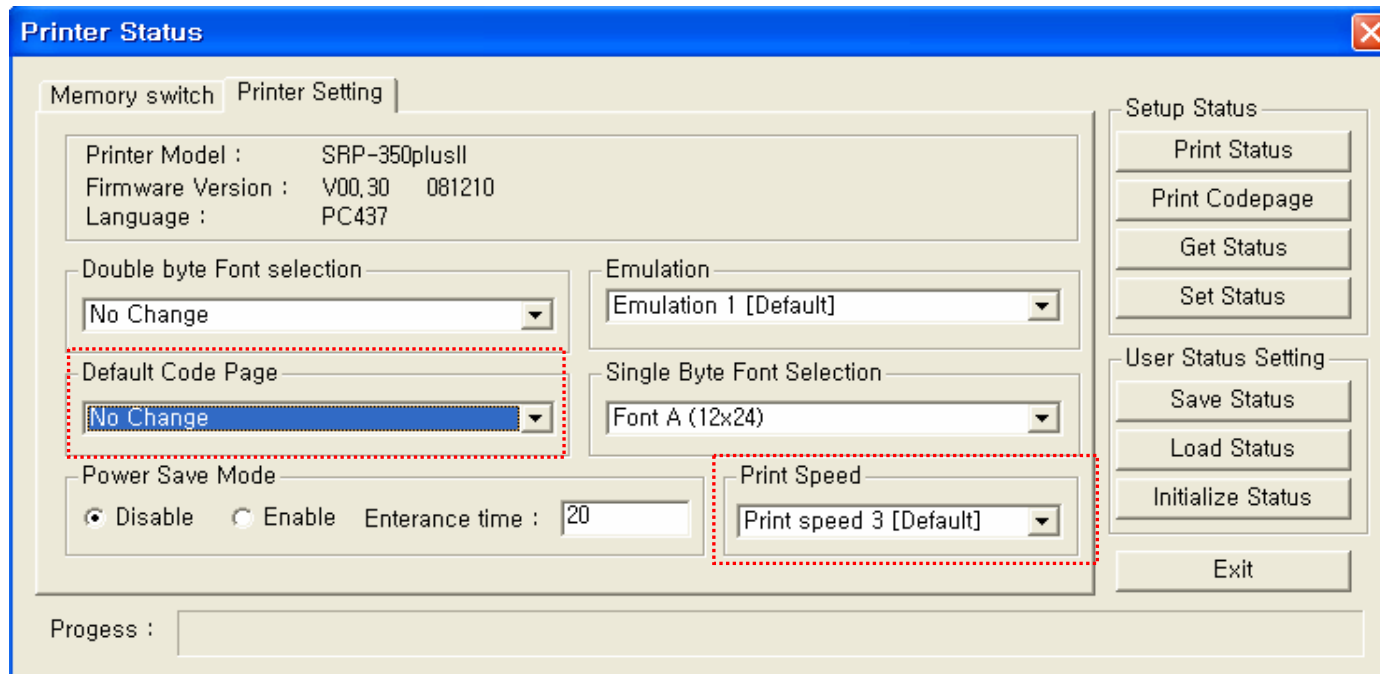 Printer Status
Memory switch
Printer Setting
Printer Model : SRP-350plusII
Firmware Version : V00,30 081210
Language : PC437
Double byte Font selection
No Change
Emulation
Emulation 1 [Default]
Default Code Page
No Change
Single Byte Font Selection
Font A (12x24)
Power Save Mode
Disable Enable Enterance time : 20
Print Speed
Print speed 3 [Default]
Setup Status
Print Status
Print Codepage
Get Status
Set Status
User Status Setting
Save Status
Load Status
Initialize Status
Exit
Progess :